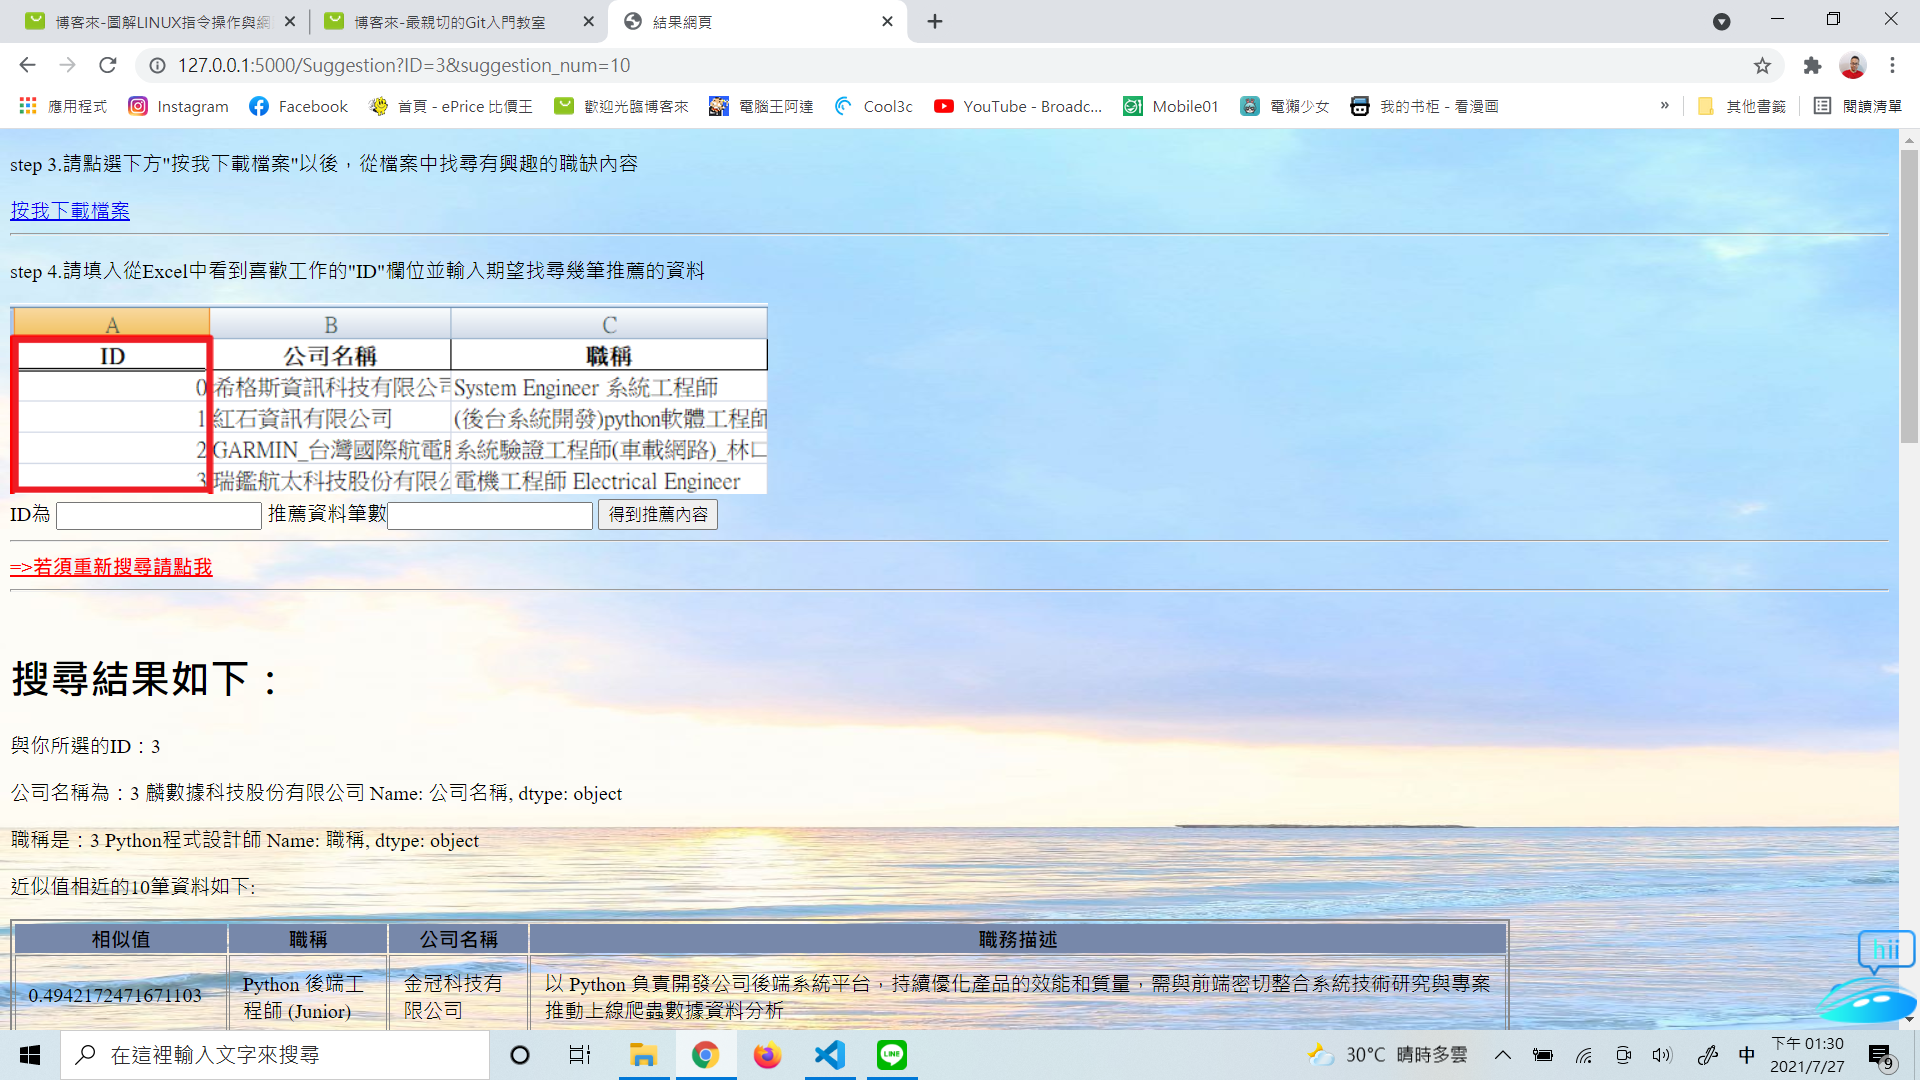 博客來-圖解LINUX指令操作與網
博客來-最親切的Git入門教室
結果網頁
127.0.0.1:5000/Suggestion?ID=3&suggestion_num=10
應用程式 Instagram Facebook 首頁 - ePrice 比價王 歡迎光臨博客來 電腦王阿達 Cool3c YouTube - Broadc... Mobile01 電獺少女 我的书柜 - 看漫画 » 其他書籤 閱讀清單
step 3.請點選下方"按我下載檔案"以後，從檔案中找尋有興趣的職缺內容
按我下載檔案
step 4.請填入從Excel中看到喜歡工作的"ID"欄位並輸入期望找尋幾筆推薦的資料
A B C
ID 公司名稱 職稱
0 希格斯資訊科技有限公司 System Engineer 系統工程師
1 紅石資訊有限公司 (後台系統開發)python軟體工程師
2 GARMIN_台灣國際航電股 系統驗證工程師(車載網路)_林口
3 瑞鑑航太科技股份有限公 電機工程師 Electrical Engineer
ID為 推薦資料筆數 得到推薦內容
=>若須重新搜尋請點我
搜尋結果如下：
與你所選的ID：3
公司名稱為：3 麟數據科技股份有限公司 Name: 公司名稱, dtype: object
職稱是：3 Python程式設計師 Name: 職稱, dtype: object
近似值相近的10筆資料如下:
相似值 職稱 公司名稱 職務描述
0.4942172471671103
Python 後端工
程師 (Junior)
金冠科技有
限公司
以 Python 負責開發公司後端系統平台，持續優化產品的效能和質量，需與前端密切整合系統技術研究與專案
推動上線爬蟲數據資料分析
hii
在這裡輸入文字來搜尋
LINE
30°C 晴時多雲
中
下午 01:30
2021/7/27
9